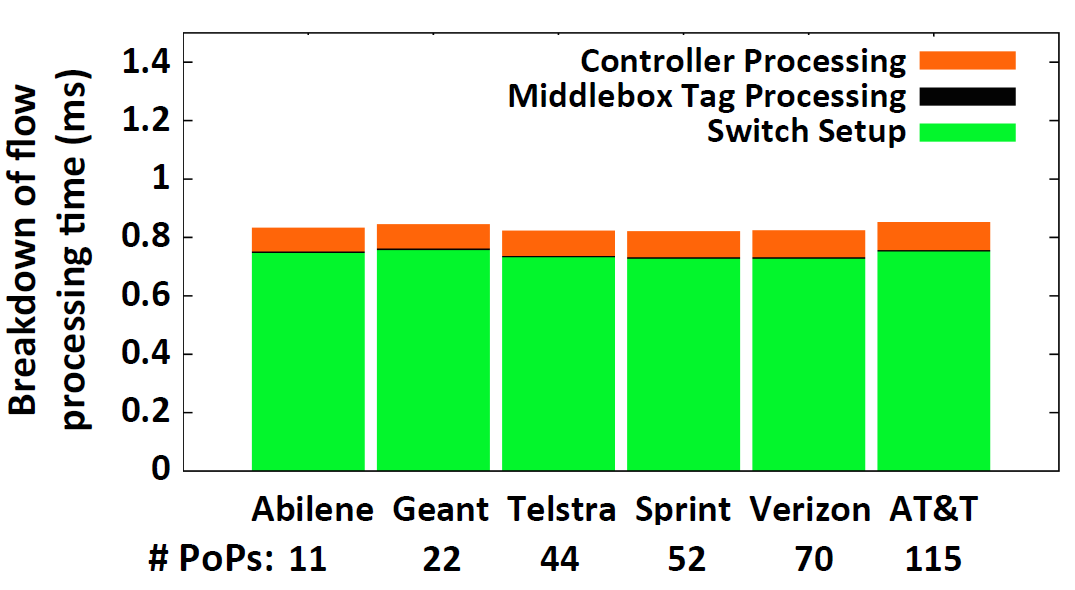 Breakdown of flow
processing time (ms)
1.4
1.2
1
0.8
0.6
0.4
0.2
0
Controller Processing
Middlebox Tag Processing
Switch Setup
Abilene Geant Telstra Sprint Verizon AT&T
# PoPs: 11 22 44 52 70 115